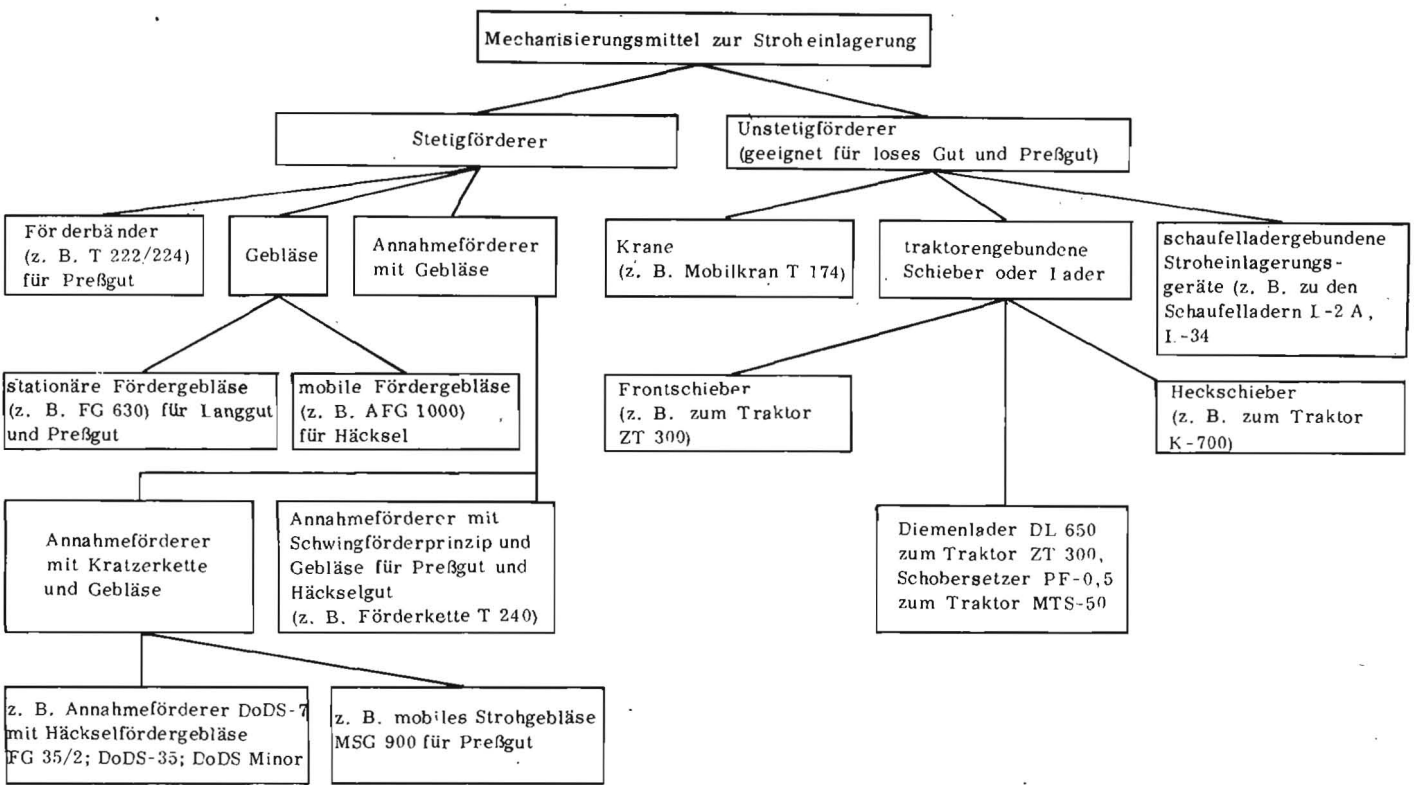 Mechanisierungsmittel zur Stroheinlagerung
Stetigförderer
Unstetigförderer
(geeignet für loses Gut und Preßgut)
Förderbänder
(z. B. T 222/224)
für Preßgut
Gebläse
Annahmeförderer
mit Gebläse
Krane
(z. B. Mobilkran T 174)
traktorengebundene
Schieber oder Lader
schaufelladergebundene
Stroheinlagerungs-
geräte (z. B. zu den
Schaufelladern L-2 A,
L-34
stationäre Fördergebläse
(z. B. FG 630) für Langgut
und Preßgut
mobile Fördergebläse
(z. B. AFG 1000)
für Häcksel
Frontschieber
(z. B. zum Traktor
ZT 300)
Heckschieber
(z. B. zum Traktor
K-700)
Annahmeförderer
mit Kratzerkette
und Gebläse
Annahmeförderer mit
Schwingförderprinzip und
Gebläse für Preßgut und
Häckselgut
(z. B. Förderkette T 240)
Diemenlader DL 650
zum Traktor ZT 300,
Schobersetzer PF-0,5
zum Traktor MTS-50
z. B. Annahmeförderer DoDS-7
mit Häckselfördergebläse
FG 35/2; DoDS-35; DoDS Minor
z. B. mobiles Strohgebläse
MSG 900 für Preßgut